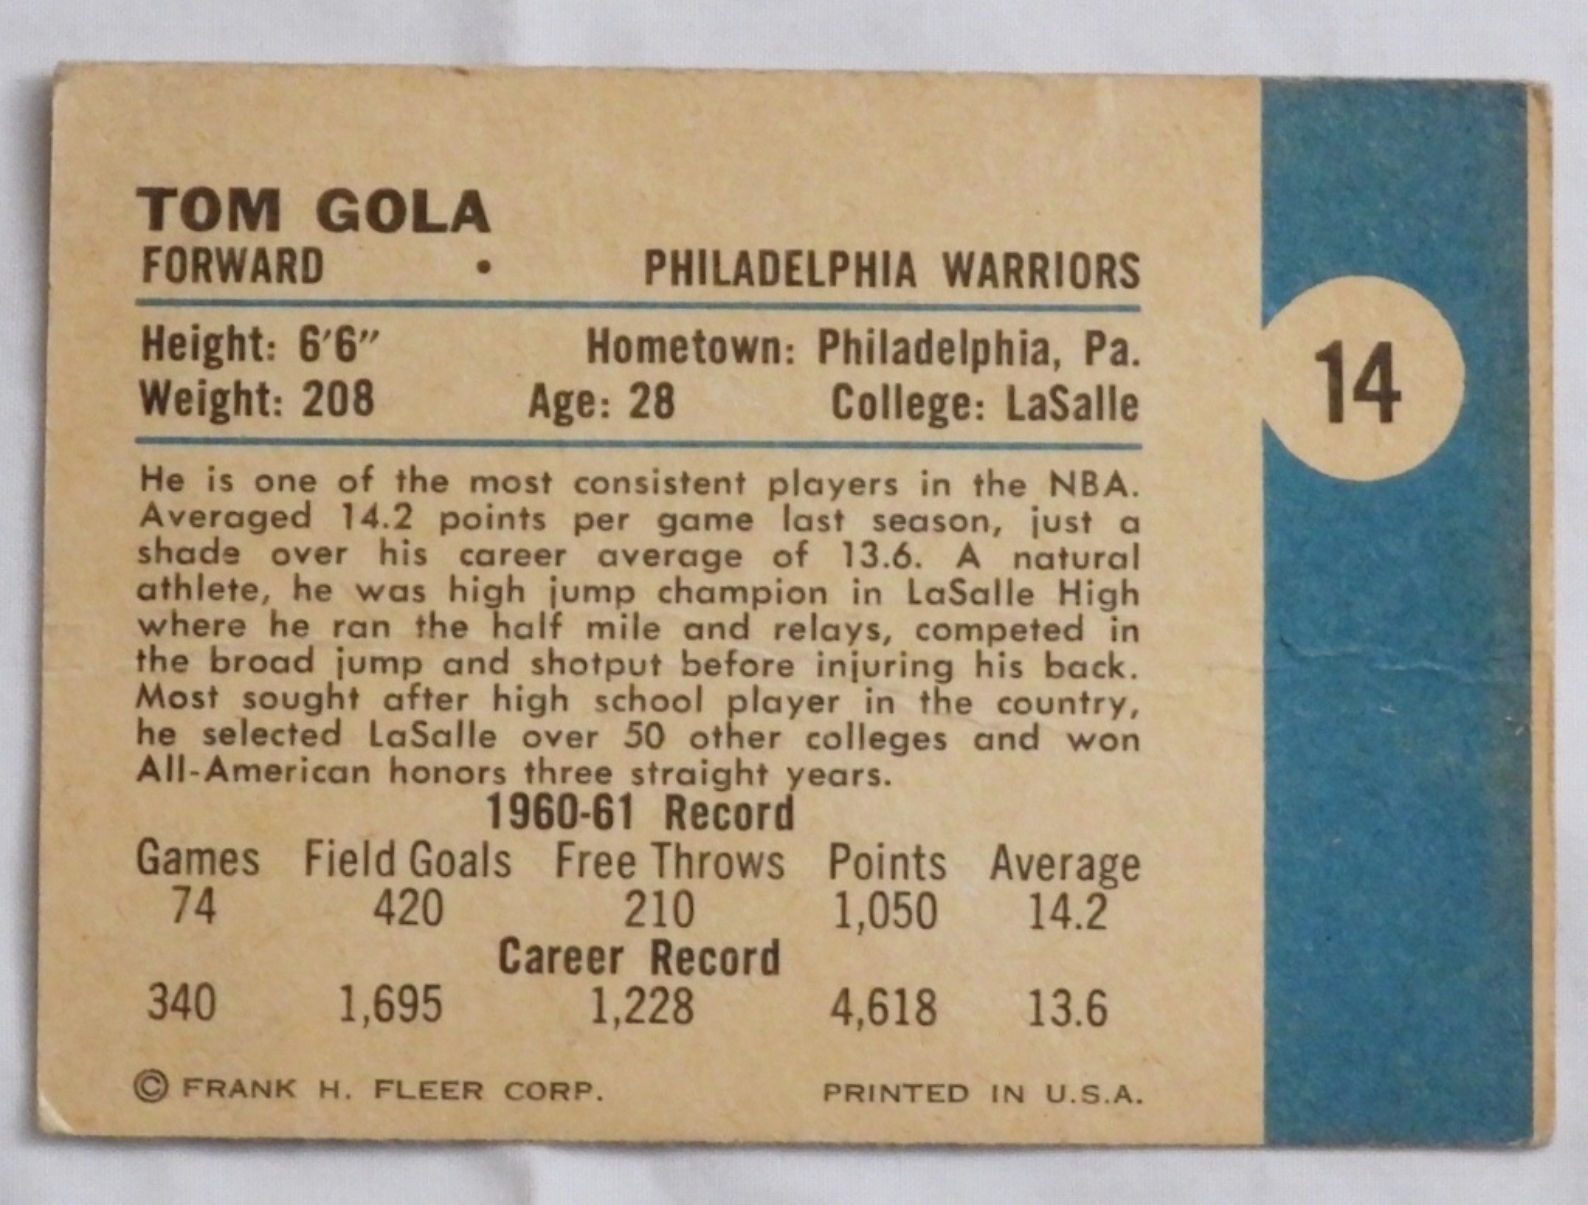 TOM GOLA
FORWARD • PHILADELPHIA WARRIORS
Height: 6'6" Hometown: Philadelphia, Pa.
Weight: 208 Age: 28 College: LaSalle
14
He is one of the most consistent players in the NBA.
Averaged 14.2 points per game last season, just a
shade over his career average of 13.6. A natural
athlete, he was high jump champion in LaSalle High
where he ran the half mile and relays, competed in
the broad jump and shotput before injuring his back.
Most sought after high school player in the country,
he selected LaSalle over 50 other colleges and won
All-American honors three straight years.
1960-61 Record
Games Field Goals Free Throws Points Average
74 420 210 1,050 14.2
Career Record
340 1,695 1,228 4,618 13.6
© FRANK H. FLEER CORP. PRINTED IN U.S.A.